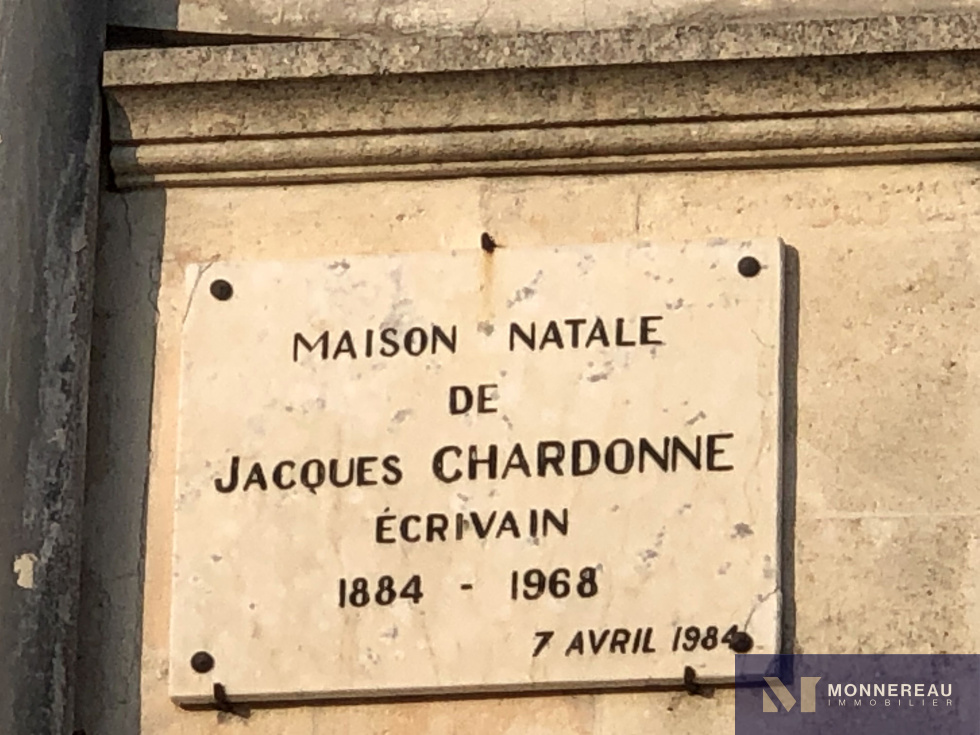 MAISON NATALE
DE
JACQUES CHARDONNE
ÉCRIVAIN
1884 - 1968
7 AVRIL 1984
MONNEREAU
IMMOBILIER